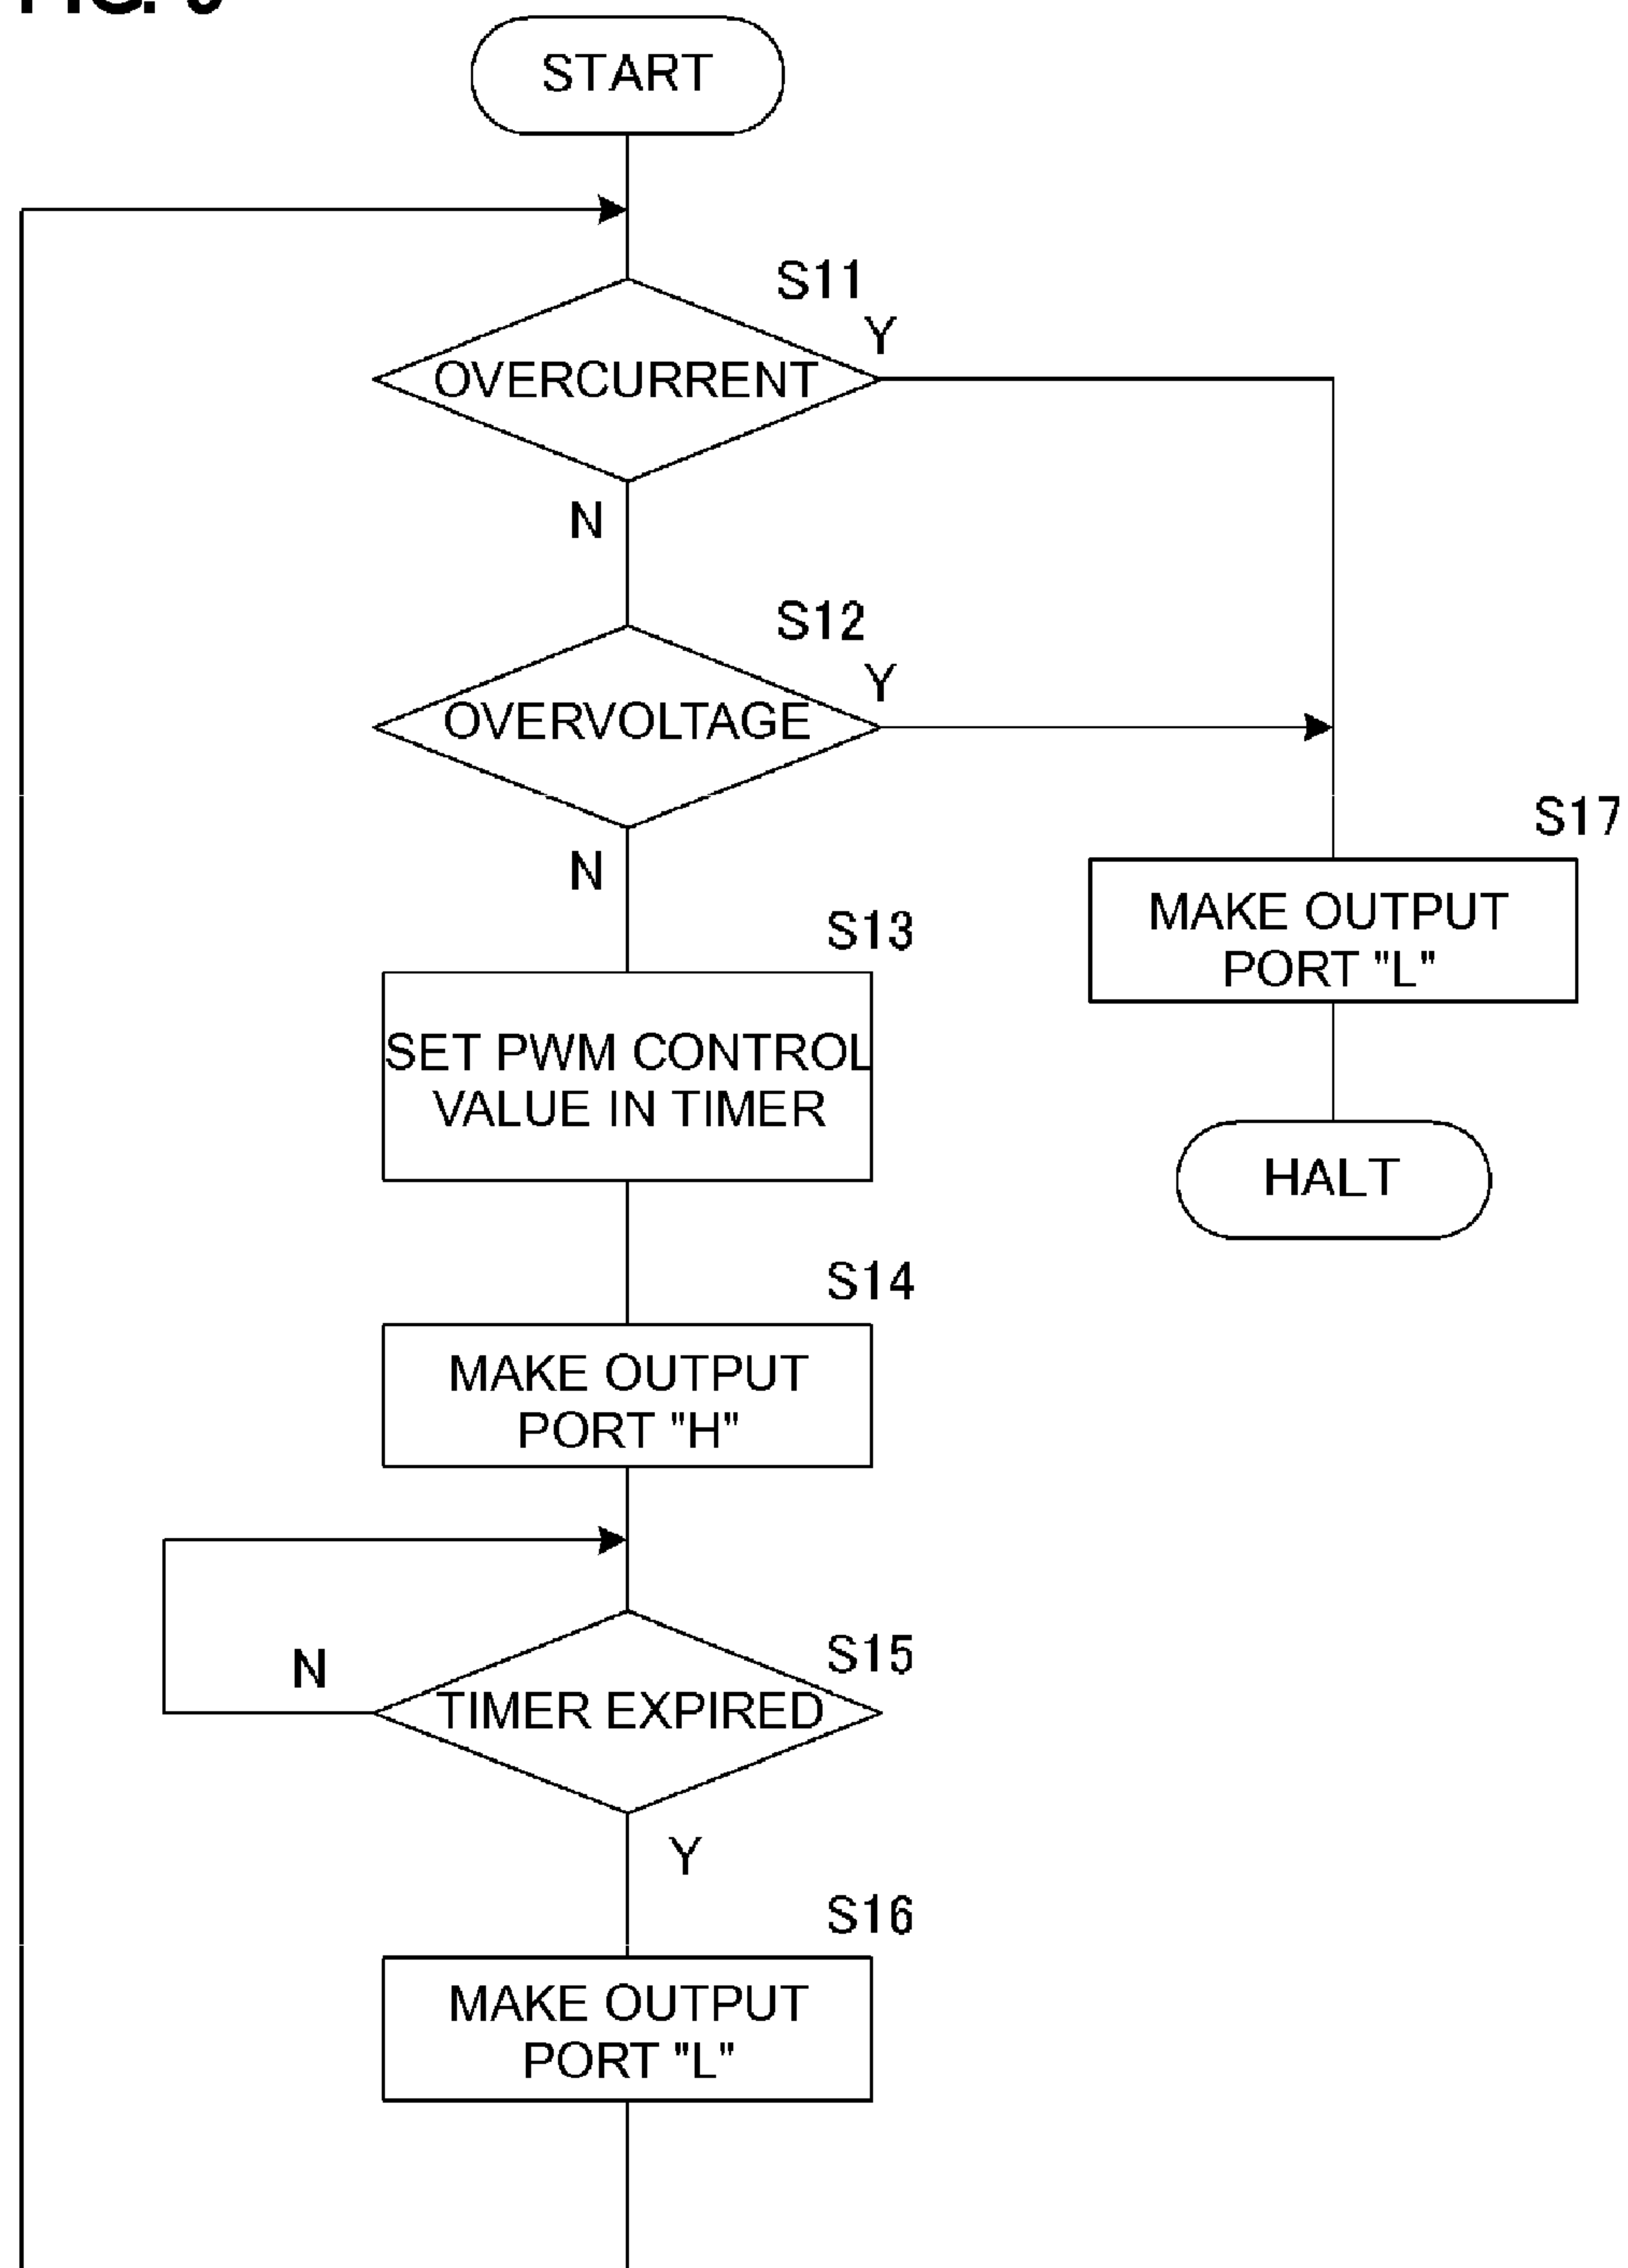 START
S11
Y
OVERCURRENT
N
S12
Y
OVERVOLTAGE
N
S17
MAKE OUTPUT
PORT "L"
HALT
S13
SET PWM CONTROL
VALUE IN TIMER
S14
MAKE OUTPUT
PORT "H"
N
S15
TIMER EXPIRED
Y
S16
MAKE OUTPUT
PORT "L"